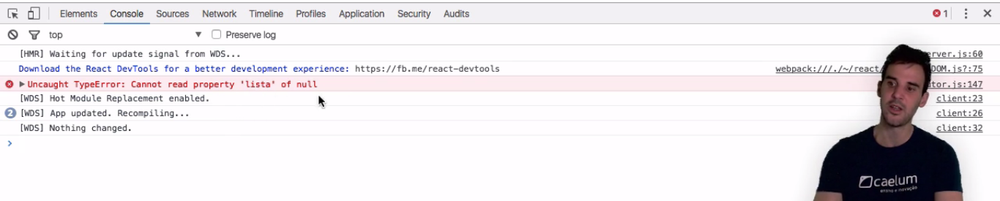 Elements Console Sources Network Timeline Profiles Application Security Audits 1
top Preserve log
[HMR] Waiting for update signal from WDS... erver.js:60
Download the React DevTools for a better development experience: https://fb.me/react-devtools webpack:///./~/react/ DOM.js?:75
Uncaught TypeError: Cannot read property 'lista' of null tor.js:147
[WDS] Hot Module Replacement enabled. client:23
2 [WDS] App updated. Recompiling... client:26
[WDS] Nothing changed. client:32
caelum
ensino e inovação